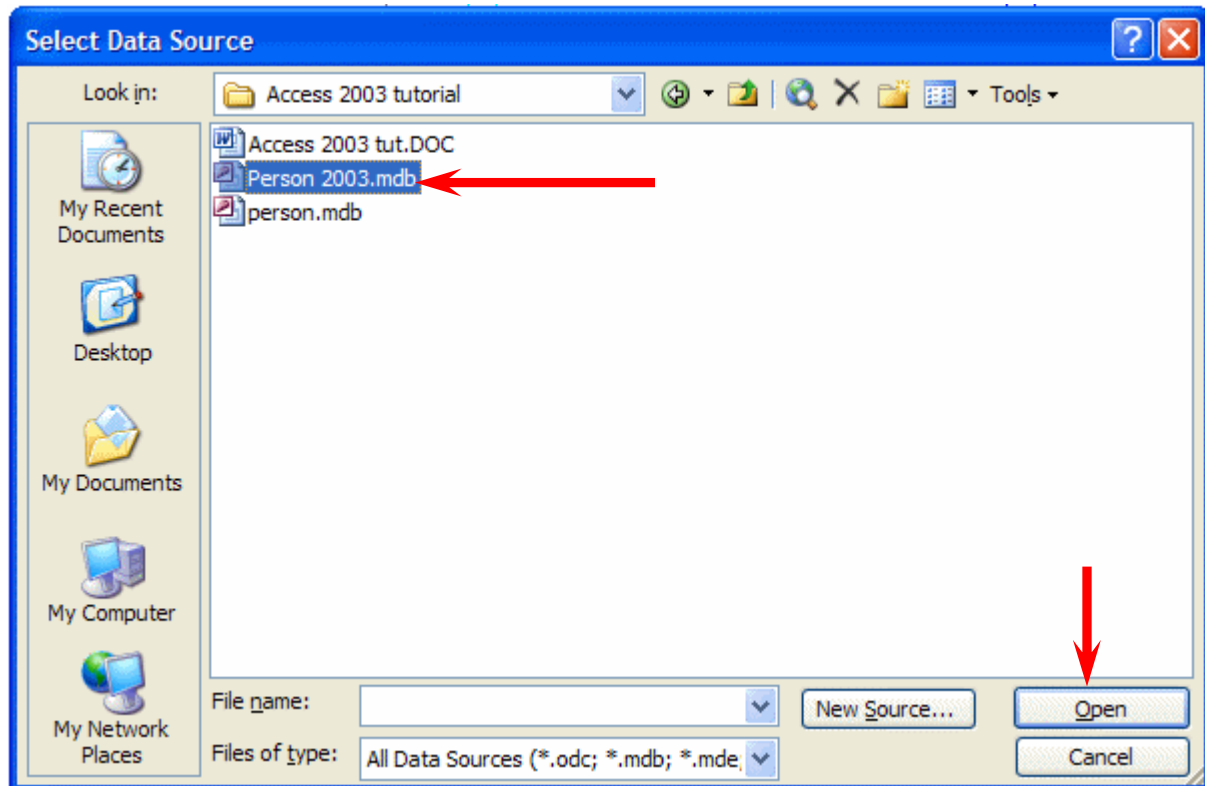 Select Data Source
Look in:
Access 2003 tutorial
Tools
Access 2003 tut.DOC
Person 2003.mdb
person.mdb
My Recent
Documents
Desktop
My Documents
My Computer
My Network
Places
File name:
New Source...
Open
Files of type:
All Data Sources (*.odc; *.mdb; *.mde;
Cancel